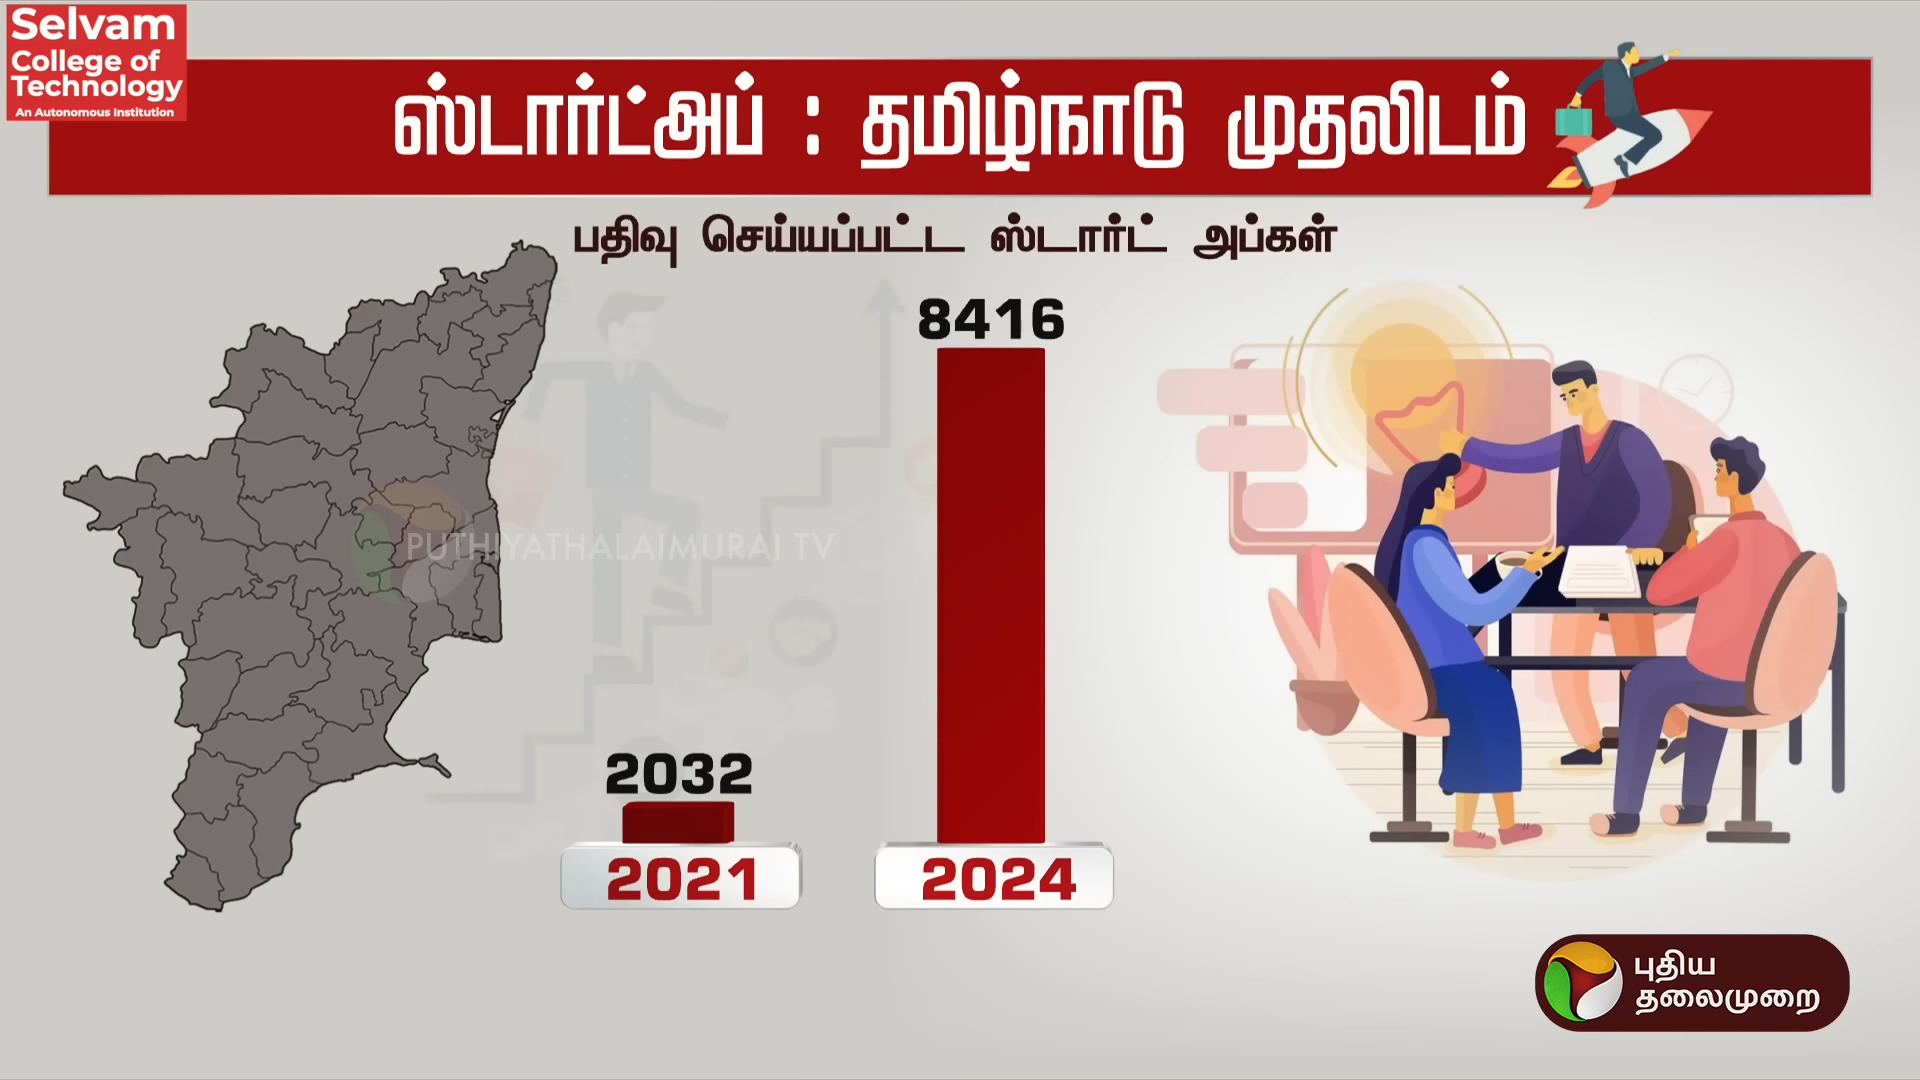 Selvam
College of
Technology
An Autonomous Institution
ஸ்டார்ட்அப் : தமிழ்நாடு முதலிடம்
பதிவு செய்யப்பட்ட ஸ்டார்ட் அப்கள்
8416
PUTHIYATHALAIMURAI TV
2032
2021
2024
புதிய
தலைமுறை